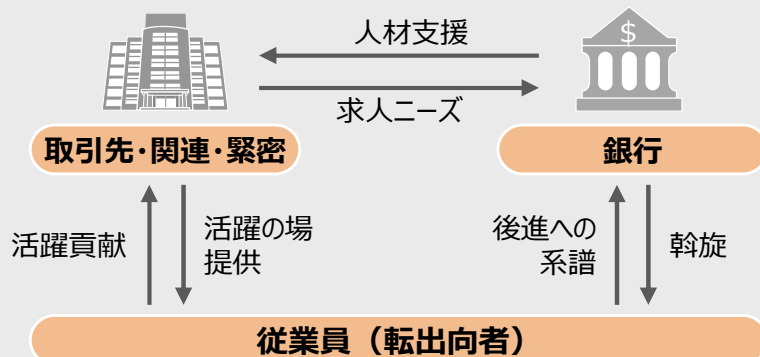 $
人材支援
求人ニーズ
取引先･関連･緊密
銀行
活躍貢献
活躍の場
提供
後進への
系譜
斡旋
従業員（転出向者）